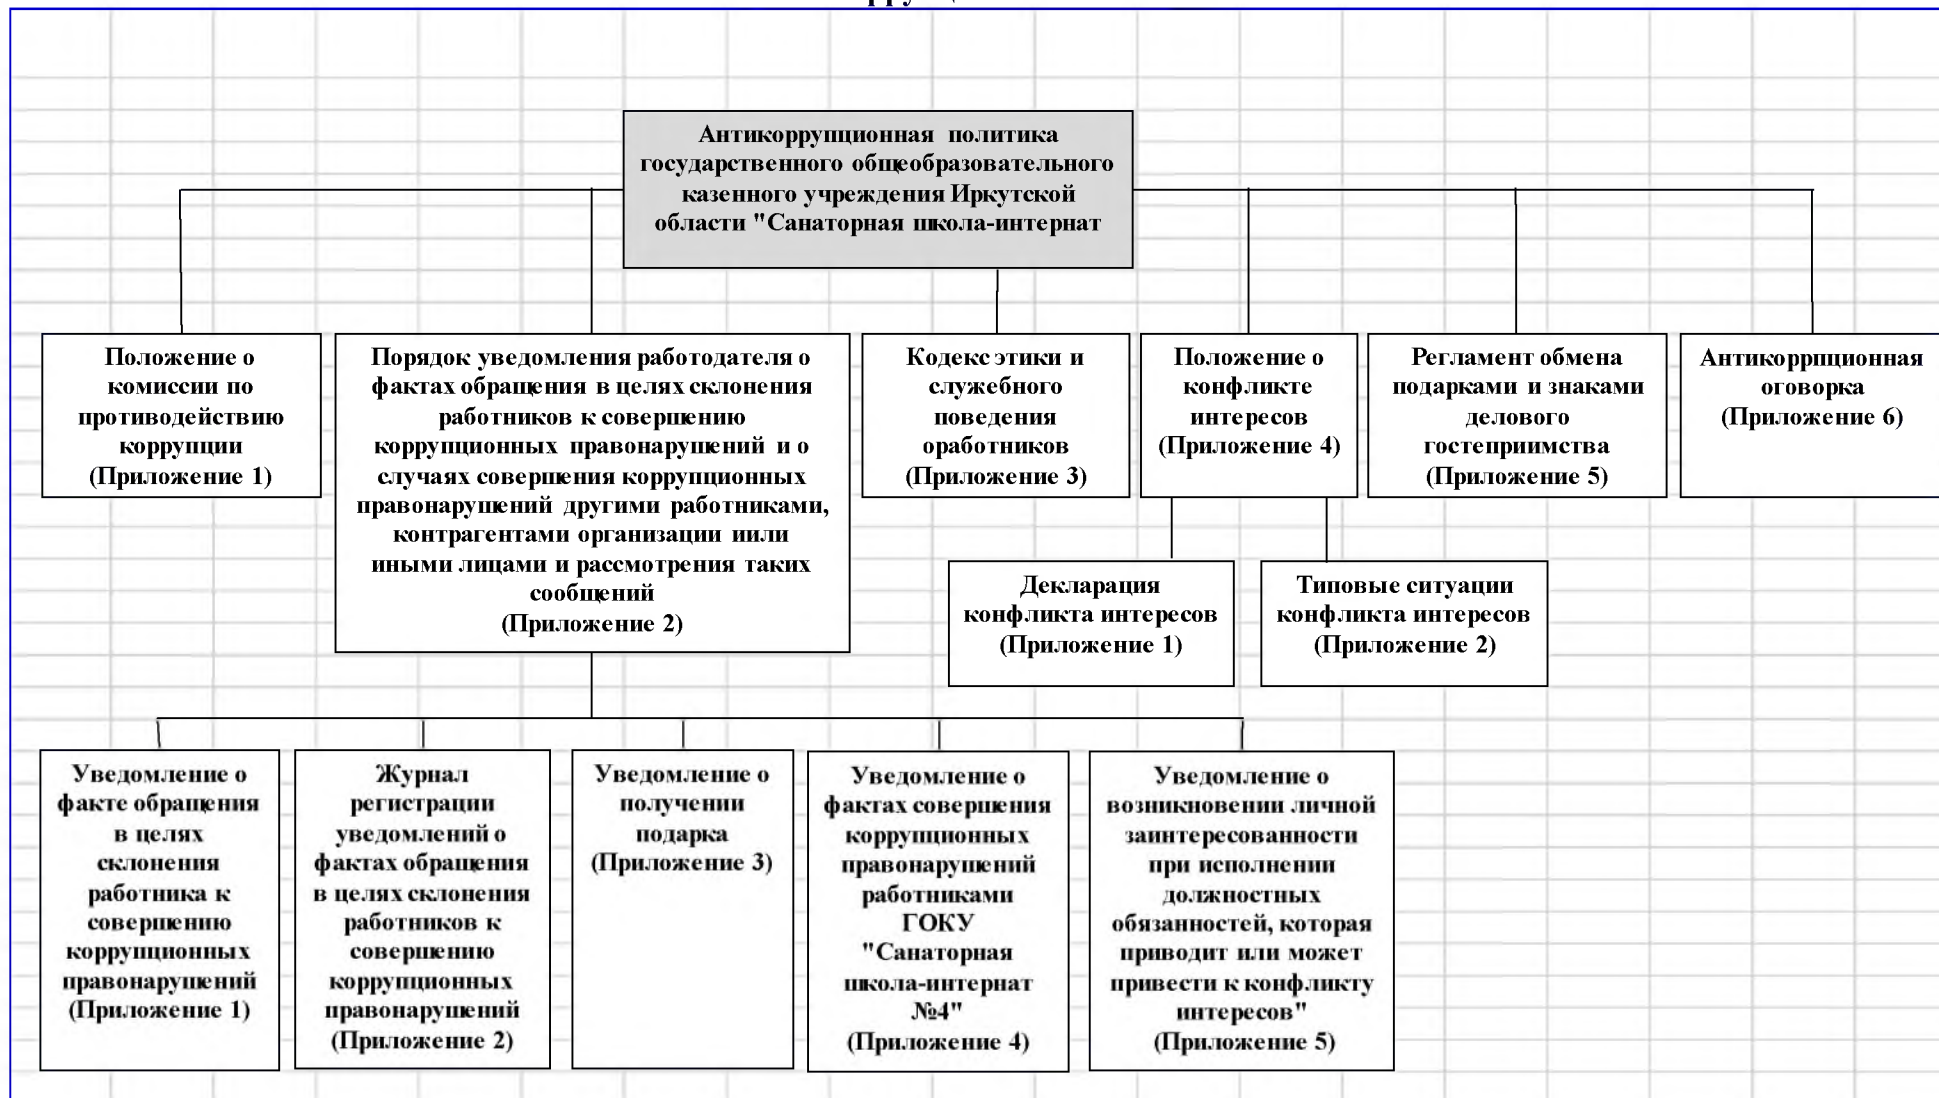 Антикоррупционная политика
государственного общеобразовательного
казенного учреждения Иркутской
области "Санаторная школа-интернат
Положение о
комиссии по
противодействию
коррупции
(Приложение 1)
Порядок уведомления работодателя о
фактах обращения в целях склонения
работников к совершению
коррупционных правонарушений и о
случаях совершения коррупционных
правонарушений другими работниками,
контрагентами организации иили
иными лицами и рассмотрения таких
сообщений
(Приложение 2)
Кодекс этики и
служебного
поведения
оработников
(Приложение 3)
Положение о
конфликте
интересов
(Приложение 4)
Регламент обмена
подарками и знаками
делового
гостеприимства
(Приложение 5)
Антикоррпционная
оговорка
(Приложение 6)
Декларация
конфликта интересов
(Приложение 1)
Типовые ситуации
конфликта интересов
(Приложение 2)
Уведомление о
факте обращения
в целях
склонения
работника к
совершению
коррупционных
правонарушений
(Приложение 1)
Журнал
регистрации
уведомлений о
фактах обращения
в целях склонения
работников к
совершению
коррупционных
правонарушений
(Приложение 2)
Уведомление о
получении
подарка
(Приложение 3)
Уведомление о
фактах совершения
коррупционных
правонарушений
работниками
ГОКУ
"Санаторная
школа-интернат
№4"
(Приложение 4)
Уведомление о
возникновении личной
заинтересованности
при исполнении
должностных
обязанностей, которая
приводит или может
привести к конфликту
интересов"
(Приложение 5)